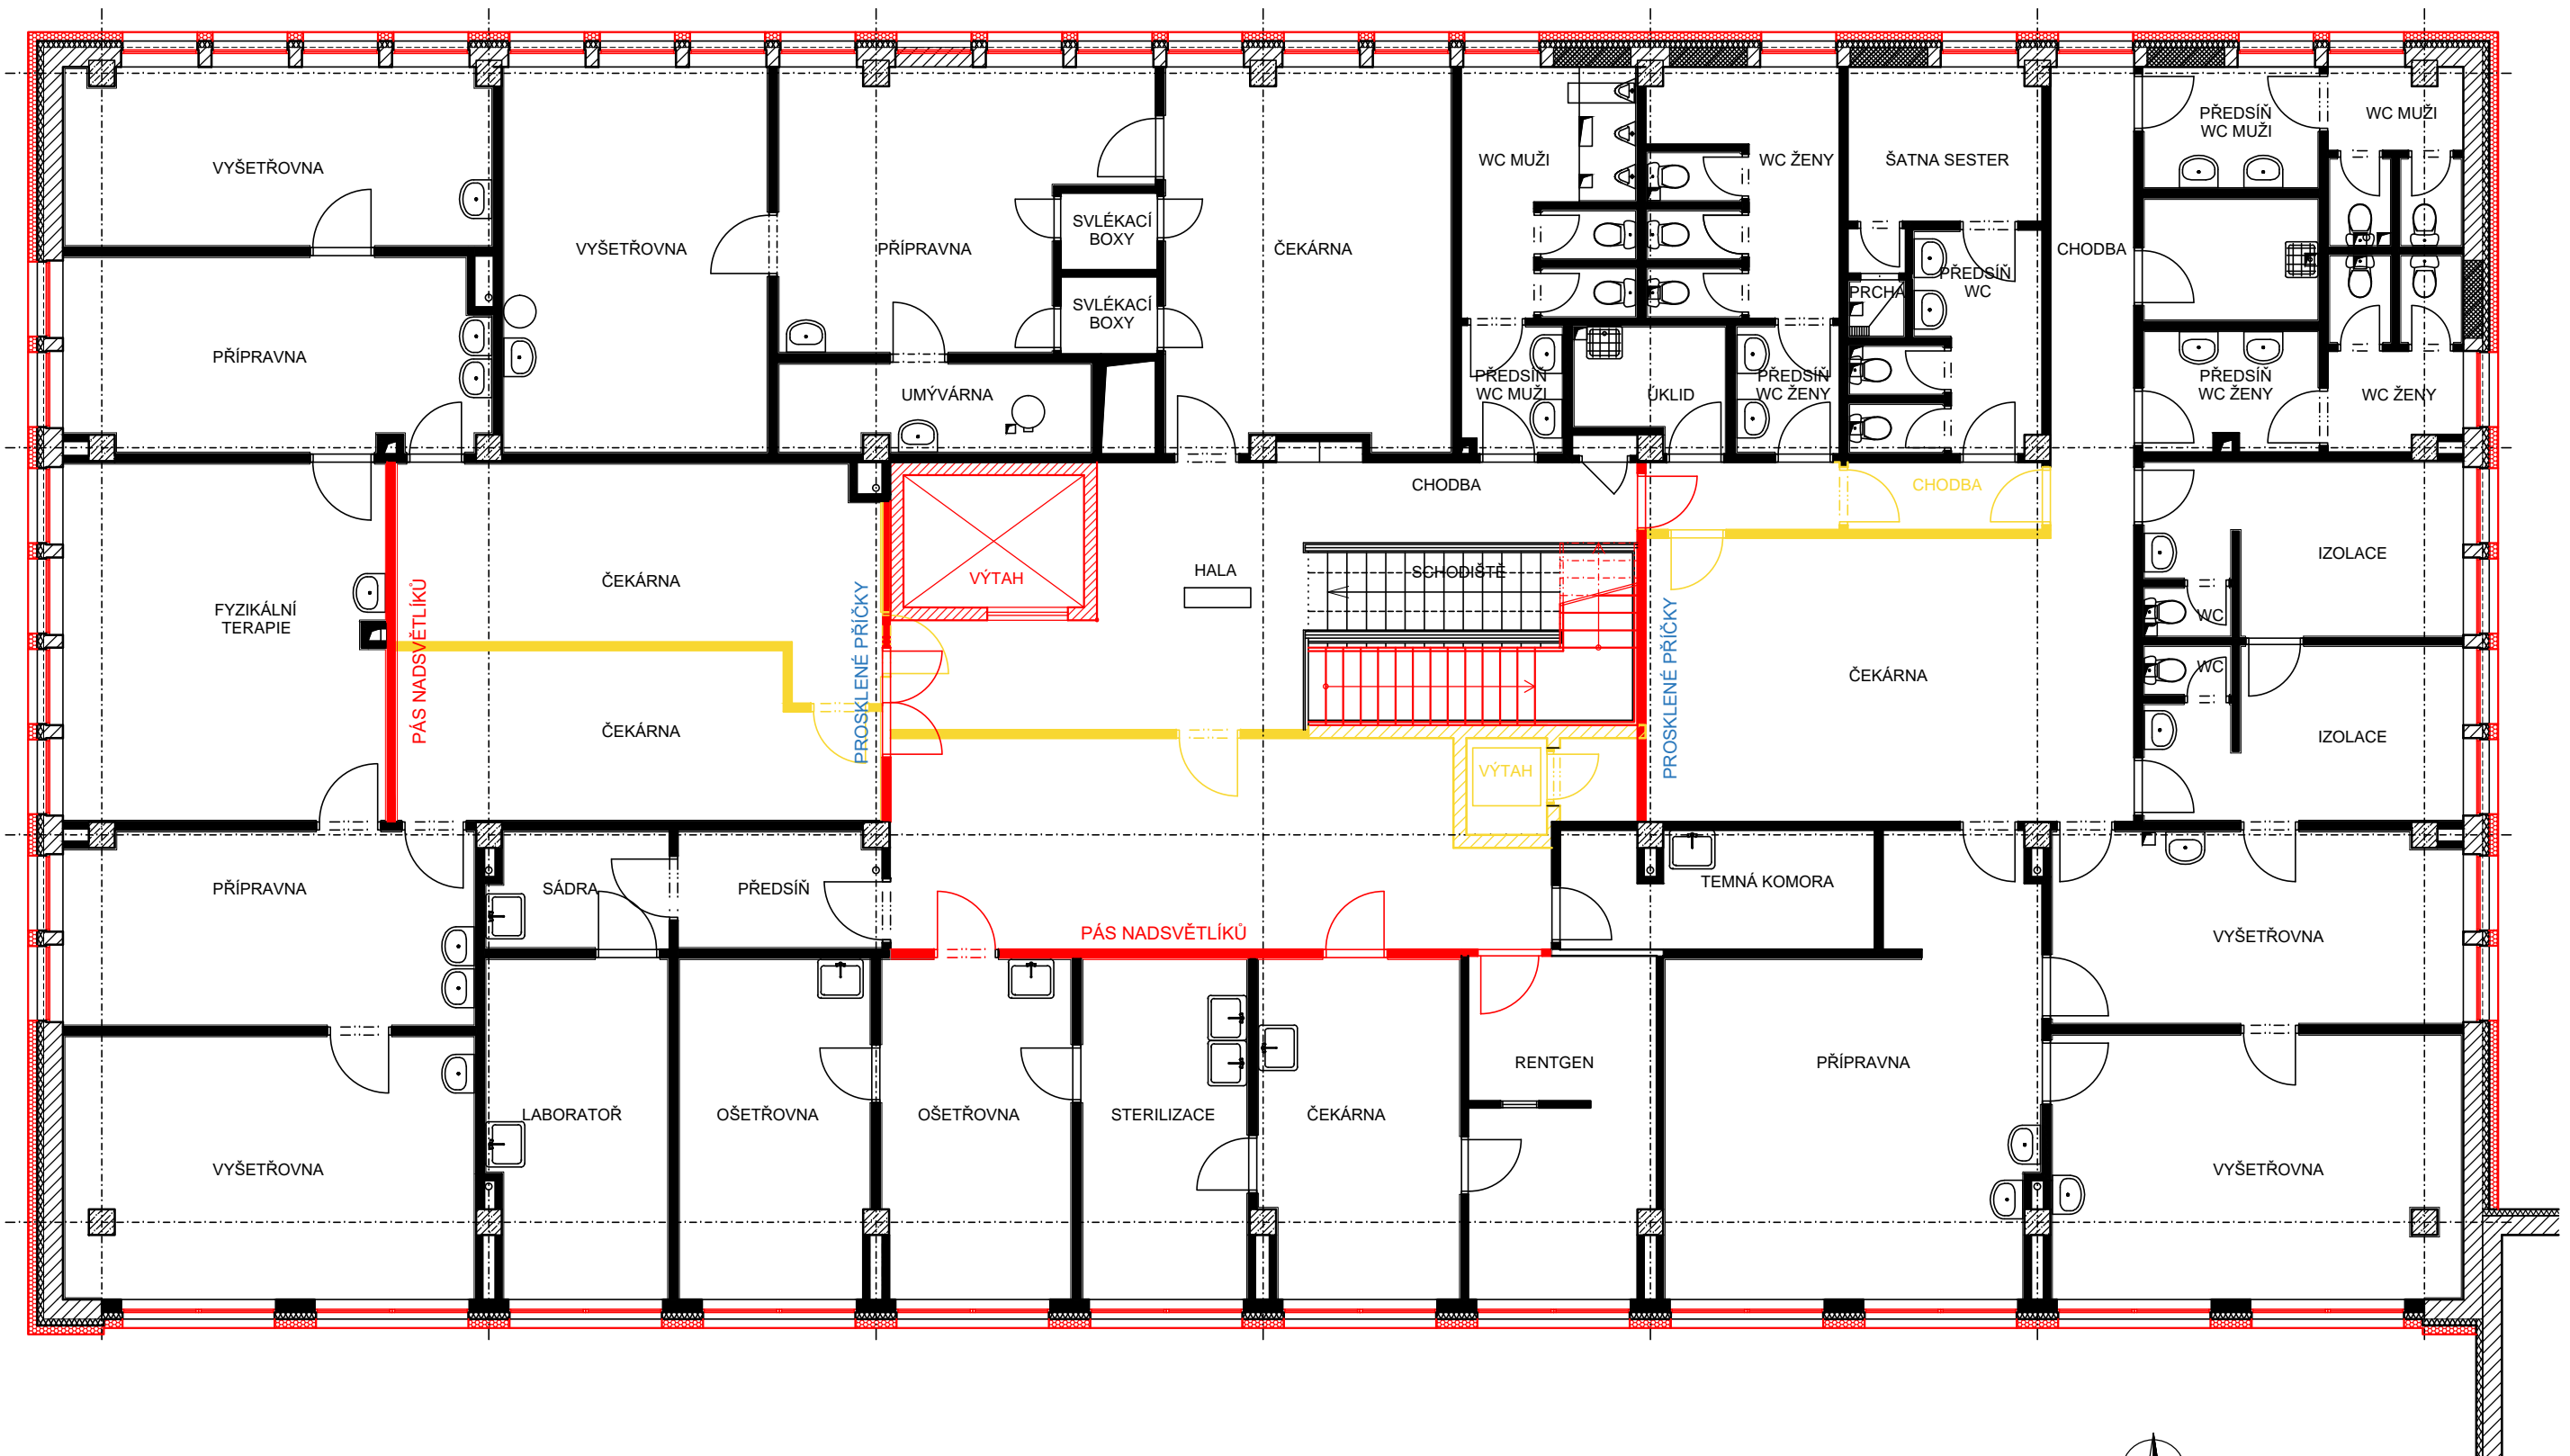 PŘEDSÍŇ
WC MUŽI
WC MUŽI
VYŠETŘOVNA
WC MUŽI
WC ŽENY
ŠATNA SESTER
SVLÉKACÍ
BOXY
VYŠETŘOVNA
PŘÍPRAVNA
ČEKÁRNA
CHODBA
PŘEDSÍŇ
WC
PRCHA
SVLÉKACÍ
BOXY
PŘÍPRAVNA
UMÝVÁRNA
PŘEDSÍŇ
WC MUŽI
ÚKLID
PŘEDSÍŇ
WC ŽENY
PŘEDSÍŇ
WC ŽENY
WC ŽENY
CHODBA
CHODBA
VÝTAH
HALA
SCHODIŠTĚ
IZOLACE
ČEKÁRNA
FYZIKÁLNÍ
TERAPIE
PÁS NADSVĚTLÍKŮ
PROSKLENÉ PŘÍČKY
PROSKLENÉ PŘÍČKY
WC
WC
ČEKÁRNA
ČEKÁRNA
IZOLACE
VÝTAH
PŘÍPRAVNA
SÁDRA
PŘEDSÍŇ
TEMNÁ KOMORA
PÁS NADSVĚTLÍKŮ
VYŠETŘOVNA
RENTGEN
PŘÍPRAVNA
LABORATOŘ
OŠETŘOVNA
OŠETŘOVNA
STERILIZACE
ČEKÁRNA
VYŠETŘOVNA
VYŠETŘOVNA